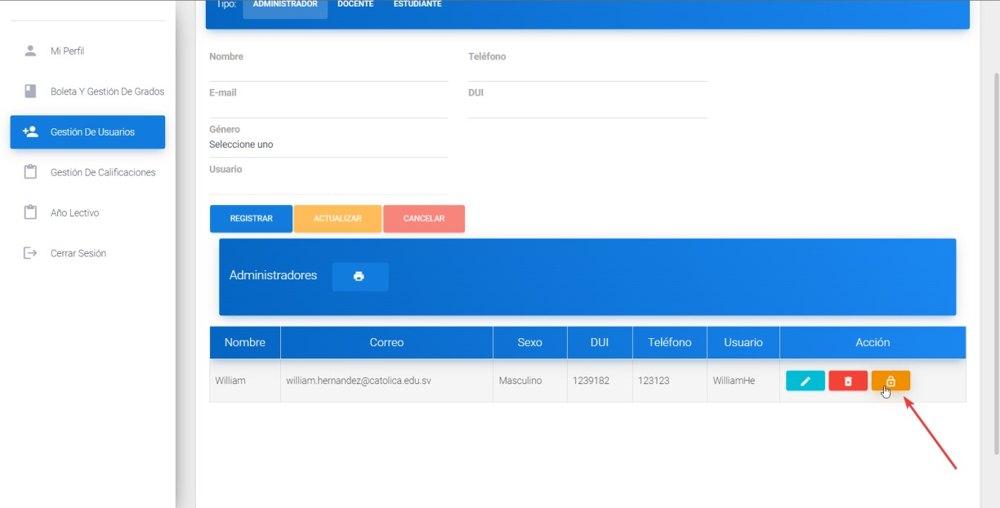 Tipo: ADMINISTRADOR DOCENTE ESTUDIANTE
Mi Perfil
Boleta Y Gestión De Grados
Gestión De Usuarios
Gestión De Calificaciones
Año Lectivo
Cerrar Sesión
Nombre Teléfono
E-mail DUI
Género
Seleccione uno
Usuario
REGISTRAR ACTUALIZAR CANCELAR
Administradores
Nombre Correo Sexo DUI Teléfono Usuario Acción
William william.hernandez@catolica.edu.sv Masculino 1239182 123123 WilliamHe